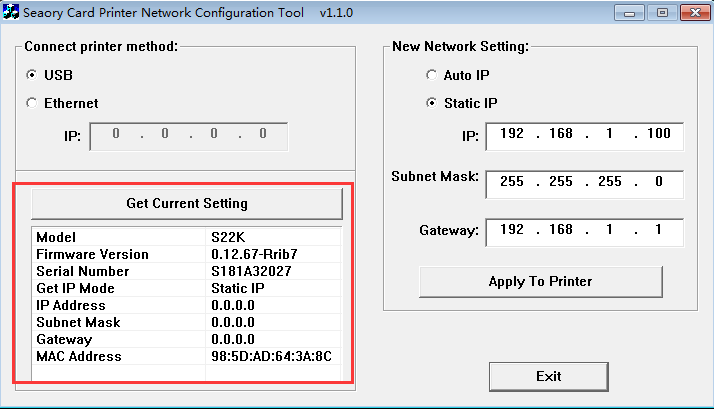 Seaory Card Printer Network Configuration Tool v1.1.0
Connect printer method:
USB
Ethernet
IP: 0 . 0 . 0 . 0
Get Current Setting
Model S22K
Firmware Version 0.12.67-Rrib7
Serial Number S181A32027
Get IP Mode Static IP
IP Address 0.0.0.0
Subnet Mask 0.0.0.0
Gateway 0.0.0.0
MAC Address 98:5D:AD:64:3A:8C
New Network Setting:
Auto IP
Static IP
IP: 192 . 168 . 1 . 100
Subnet Mask: 255 . 255 . 255 . 0
Gateway: 192 . 168 . 1 . 1
Apply To Printer
Exit